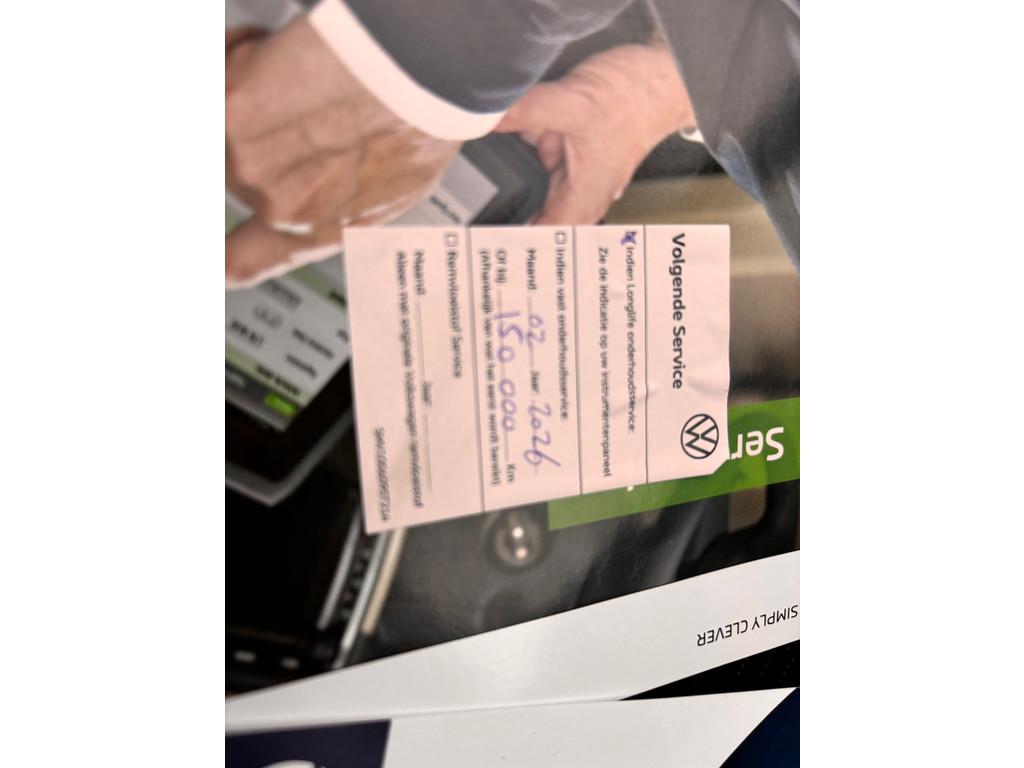 Volgende Service
☒ Indien Longlife onderhoudsservice:
Zie de indicatie op uw instrumentenpaneel
☐ Indien vast onderhoudsservice:
Maand: 02 Jaar: 2026
Of bij: 150 000 Km
(Afhankelijk van wat het eerst wordt bereikt)
☐ Remvloeistof Service
Maand: Jaar:
Alleen met originele Volkswagen remvloeistof
Ser
SIMPLY CLEVER